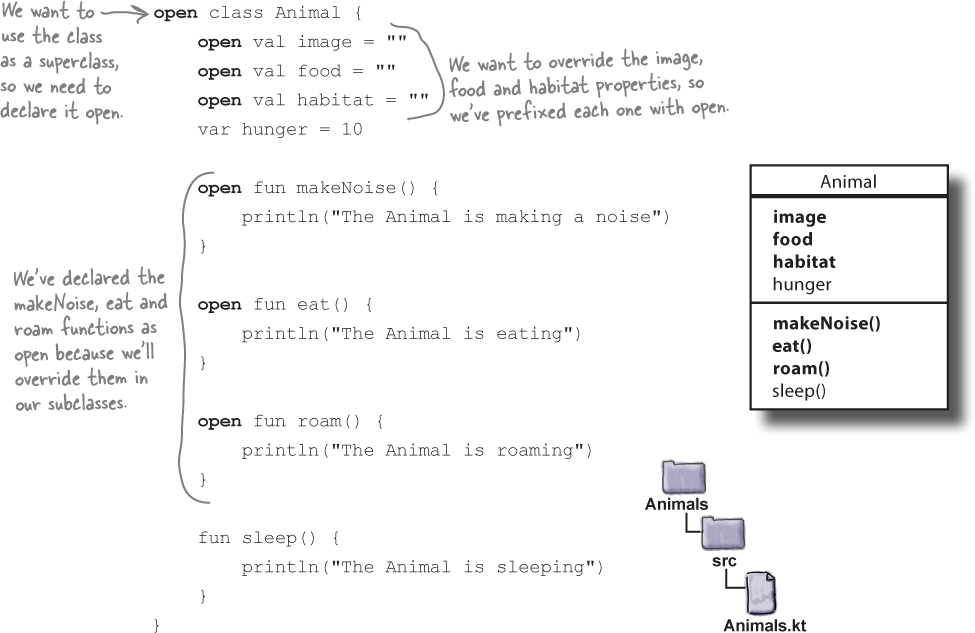 We want to
use the class
as a superclass,
so we need to
declare it open.
open class Animal {
open val image = ""
open val food = ""
open val habitat = ""
var hunger = 10
We want to override the image,
food and habitat properties, so
we've prefixed each one with open.
open fun makeNoise() {
println("The Animal is making a noise")
}
open fun eat() {
println("The Animal is eating")
}
open fun roam() {
println("The Animal is roaming")
}
We've declared the
makeNoise, eat and
roam functions as
open because we'll
override them in
our subclasses.
fun sleep() {
println("The Animal is sleeping")
}
}
Animal
image
food
habitat
hunger
makeNoise()
eat()
roam()
sleep()
Animals
src
Animals.kt